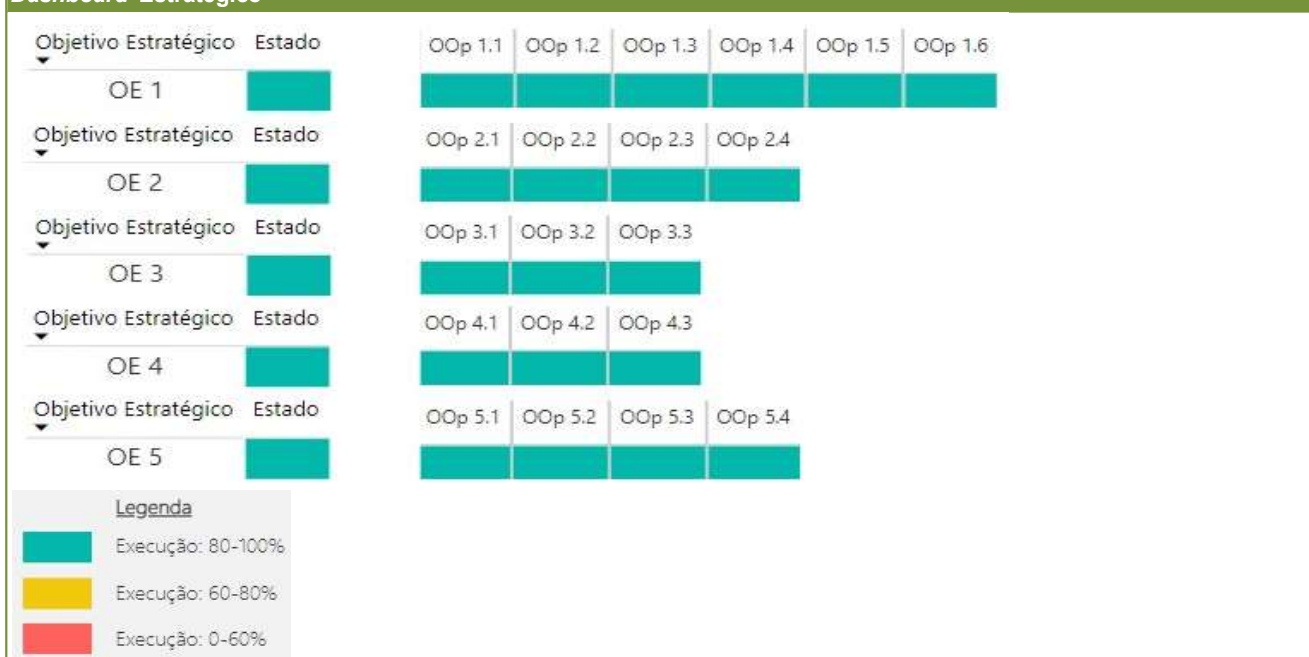 Dashboard Estratégico
Objetivo Estratégico Estado OOp 1.1 OOp 1.2 OOp 1.3 OOp 1.4 OOp 1.5 OOp 1.6
OE 1
Objetivo Estratégico Estado OOp 2.1 OOp 2.2 OOp 2.3 OOp 2.4
OE 2
Objetivo Estratégico Estado OOp 3.1 OOp 3.2 OOp 3.3
OE 3
Objetivo Estratégico Estado OOp 4.1 OOp 4.2 OOp 4.3
OE 4
Objetivo Estratégico Estado OOp 5.1 OOp 5.2 OOp 5.3 OOp 5.4
OE 5
Legenda
Execução: 80-100%
Execução: 60-80%
Execução: 0-60%